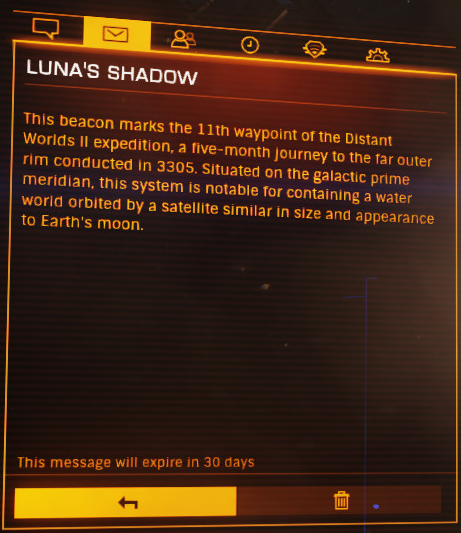 LUNA'S SHADOW
This beacon marks the 11th waypoint of the Distant
Worlds II expedition, a five-month journey to the far outer
rim conducted in 3305. Situated on the galactic prime
meridian, this system is notable for containing a water
world orbited by a satellite similar in size and appearance
to Earth's moon.
This message will expire in 30 days